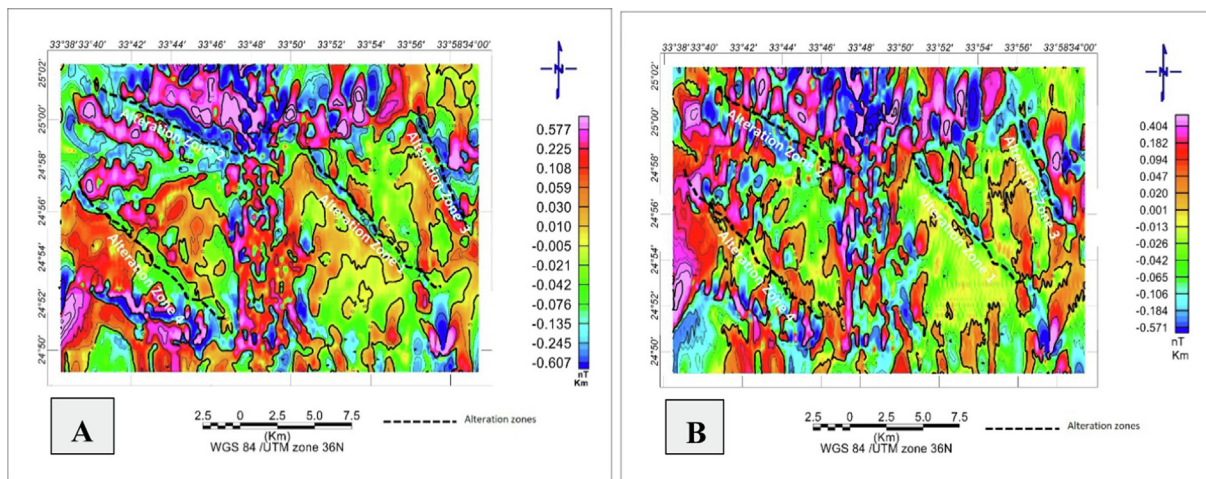 33°38'33°40' 33°42' 33°44' 33°46' 33°48' 33°50' 33°52' 33°54' 33°56' 33°58'34°00'
25°02'
25°00'
24°58'
24°56'
24°54'
24°52'
24°50'
Alteration Zone 2
Alteration Zone 3
Alteration Zone 1
Alteration Zone 4
N
0.577
0.225
0.108
0.059
0.030
0.010
-0.005
-0.021
-0.042
-0.076
-0.135
-0.245
-0.607
nT
Km
A
2.5 0 2.5 5.0 7.5
(Km)
WGS 84 /UTM zone 36N
Alteration zones
33°38' 33°40' 33°42' 33°44' 33°46' 33°48' 33°50' 33°52' 33°54' 33°56' 33°58'34°00'
25°02'
25°00'
24°58'
24°56'
24°54'
24°52'
24°50'
Alteration Zone 2
Alteration Zone 3
Alteration Zone 1
Alteration Zone 4
N
0.404
0.182
0.094
0.047
0.020
0.001
-0.013
-0.026
-0.044
-0.065
-0.106
-0.184
-0.571
nT
Km
B
2.5 0 2.5 5.0 7.5
(Km)
WGS 84 /UTM zone 36N
Alteration zones